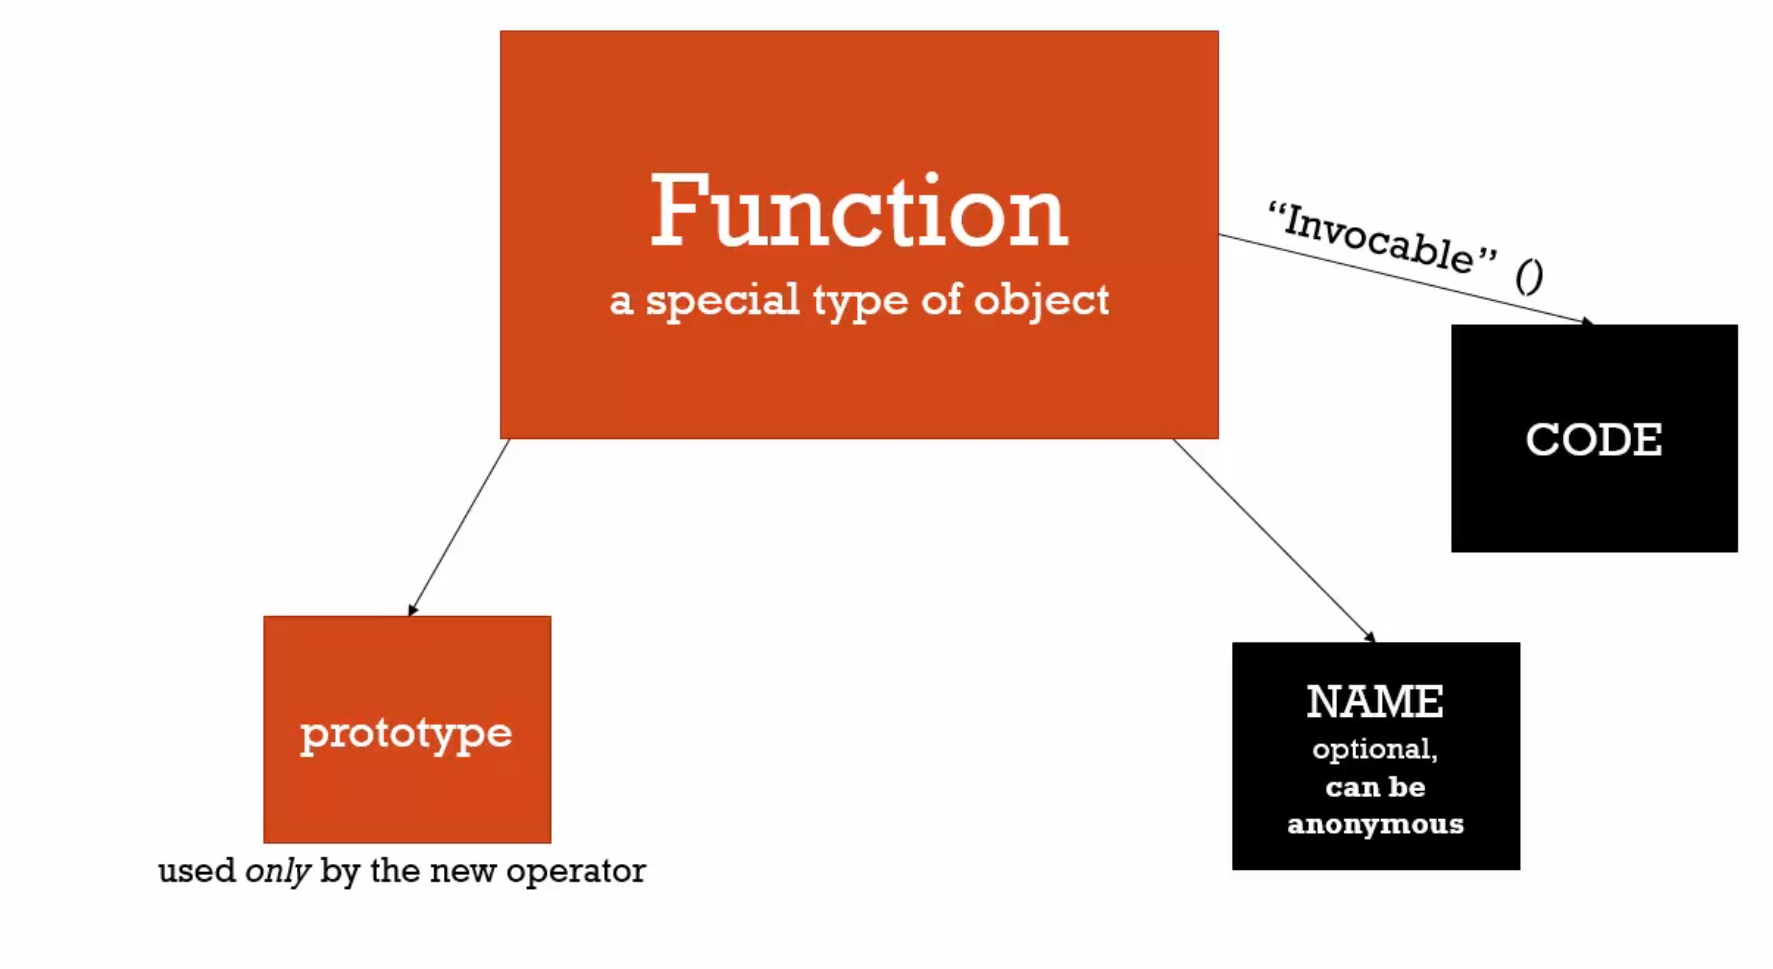 Function
a special type of object
“Invocable” ()
CODE
prototype
used only by the new operator
NAME
optional,
can be
anonymous